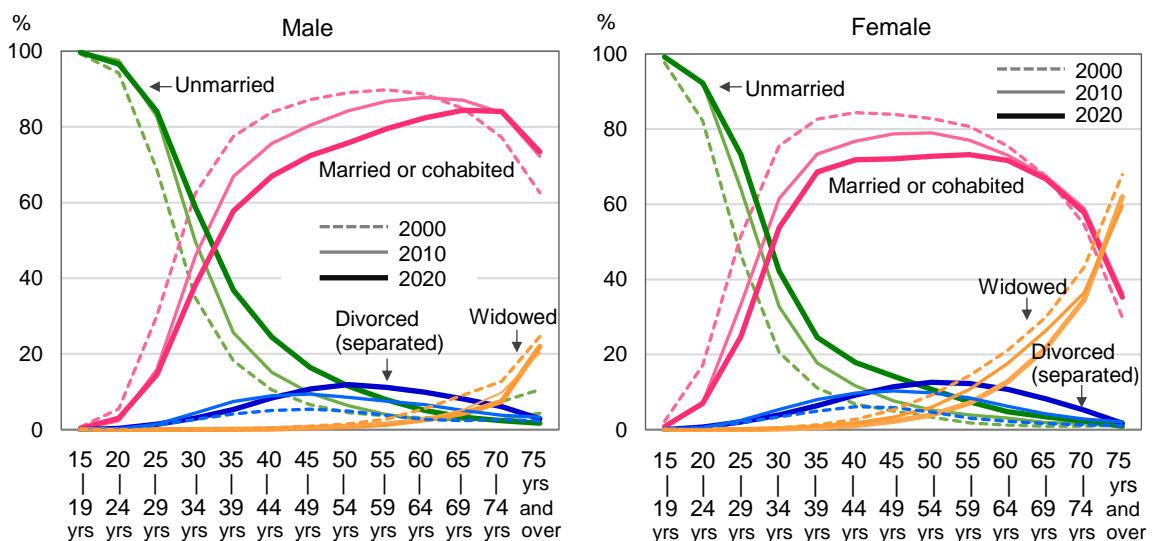 %
Male
100
80
60
40
20
0
Unmarried
Married or cohabited
2000
2010
2020
Divorced
(separated)
Widowed
15 20 25 30 35 40 45 50 55 60 65 70 75
| | | | | | | | | | | | yrs
19 24 29 34 39 44 49 54 59 64 69 74 and
yrs yrs yrs yrs yrs yrs yrs yrs yrs yrs yrs yrs over
%
Female
100
80
60
40
20
0
Unmarried
2000
2010
2020
Married or cohabited
Widowed
Divorced
(separated)
15 20 25 30 35 40 45 50 55 60 65 70 75
| | | | | | | | | | | | yrs
19 24 29 34 39 44 49 54 59 64 69 74 and
yrs yrs yrs yrs yrs yrs yrs yrs yrs yrs yrs yrs over